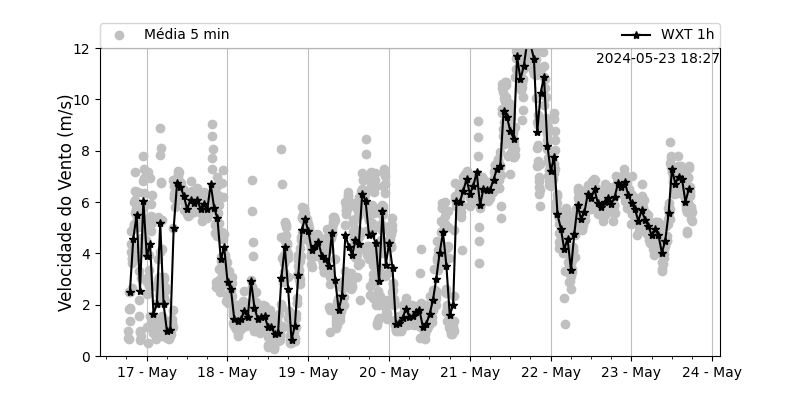 Média 5 min
WXT 1h
2024-05-23 18:27
Velocidade do Vento (m/s)
12
10
8
6
4
2
0
17 - May
18 - May
19 - May
20 - May
21 - May
22 - May
23 - May
24 - May